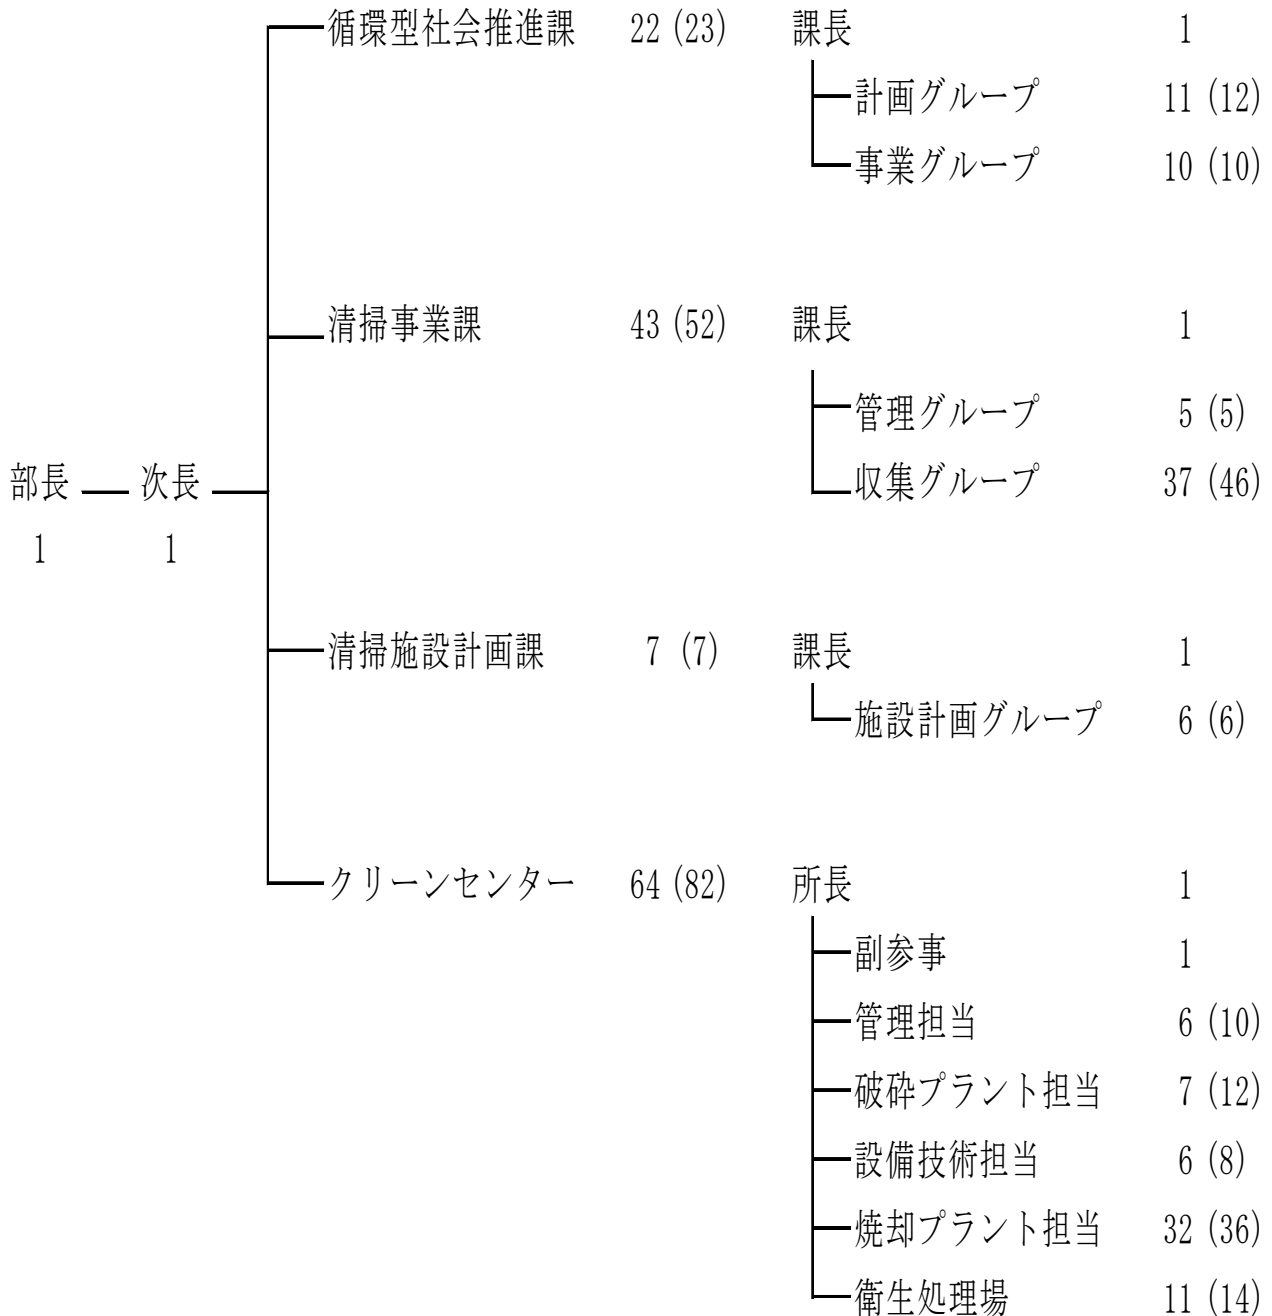 循環型社会推進課 22 (23) 課長 1
計画グループ 11 (12)
事業グループ 10 (10)
清掃事業課 43 (52) 課長 1
管理グループ 5 (5)
部長 次長 収集グループ 37 (46)
1 1
清掃施設計画課 7 (7) 課長 1
施設計画グループ 6 (6)
クリーンセンター 64 (82) 所長 1
副参事 1
管理担当 6 (10)
破砕プラント担当 7 (12)
設備技術担当 6 (8)
焼却プラント担当 32 (36)
衛生処理場 11 (14)